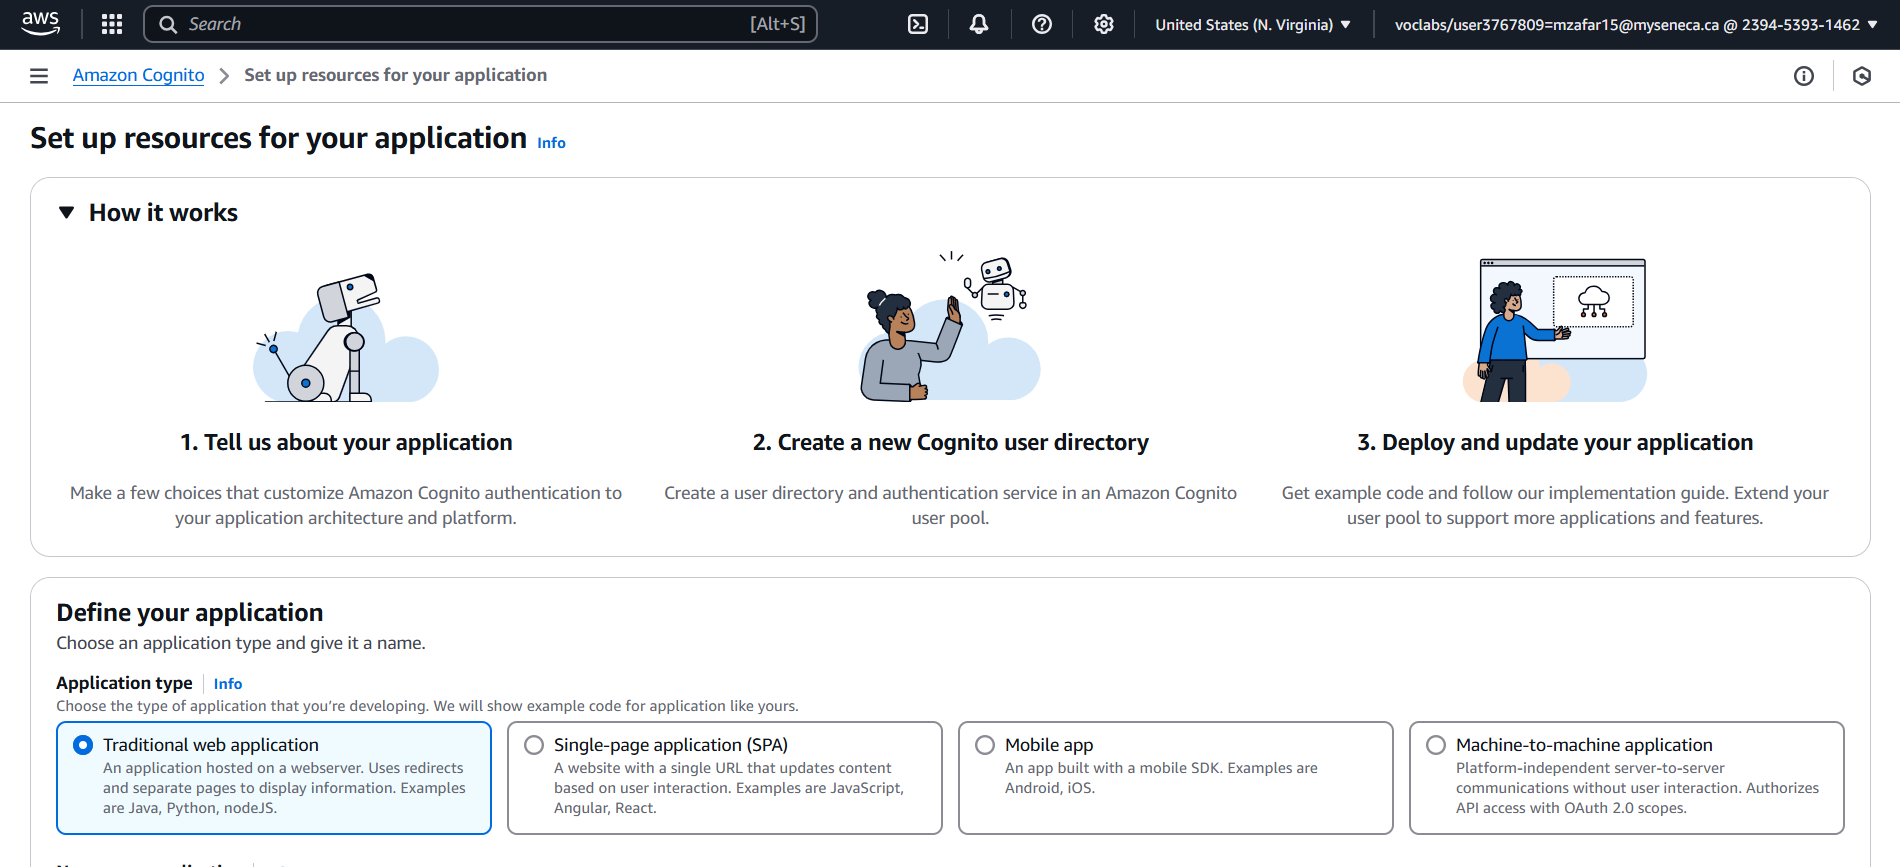 aws
Search
[Alt+S]
United States (N. Virginia)
voclabs/user3767809=mzafar15@myseneca.ca @ 2394-5393-1462
Amazon Cognito
Set up resources for your application
Set up resources for your application
Info
How it works
1. Tell us about your application
Make a few choices that customize Amazon Cognito authentication to
your application architecture and platform.
2. Create a new Cognito user directory
Create a user directory and authentication service in an Amazon Cognito
user pool.
3. Deploy and update your application
Get example code and follow our implementation guide. Extend your
user pool to support more applications and features.
Define your application
Choose an application type and give it a name.
Application type
Info
Choose the type of application that you're developing. We will show example code for application like yours.
Traditional web application
An application hosted on a webserver. Uses redirects
and separate pages to display information. Examples
are Java, Python, nodeJS.
Single-page application (SPA)
A website with a single URL that updates content
based on user interaction. Examples are JavaScript,
Angular, React.
Mobile app
An app built with a mobile SDK. Examples are
Android, iOS.
Machine-to-machine application
Platform-independent server-to-server
communications without user interaction. Authorizes
API access with OAuth 2.0 scopes.